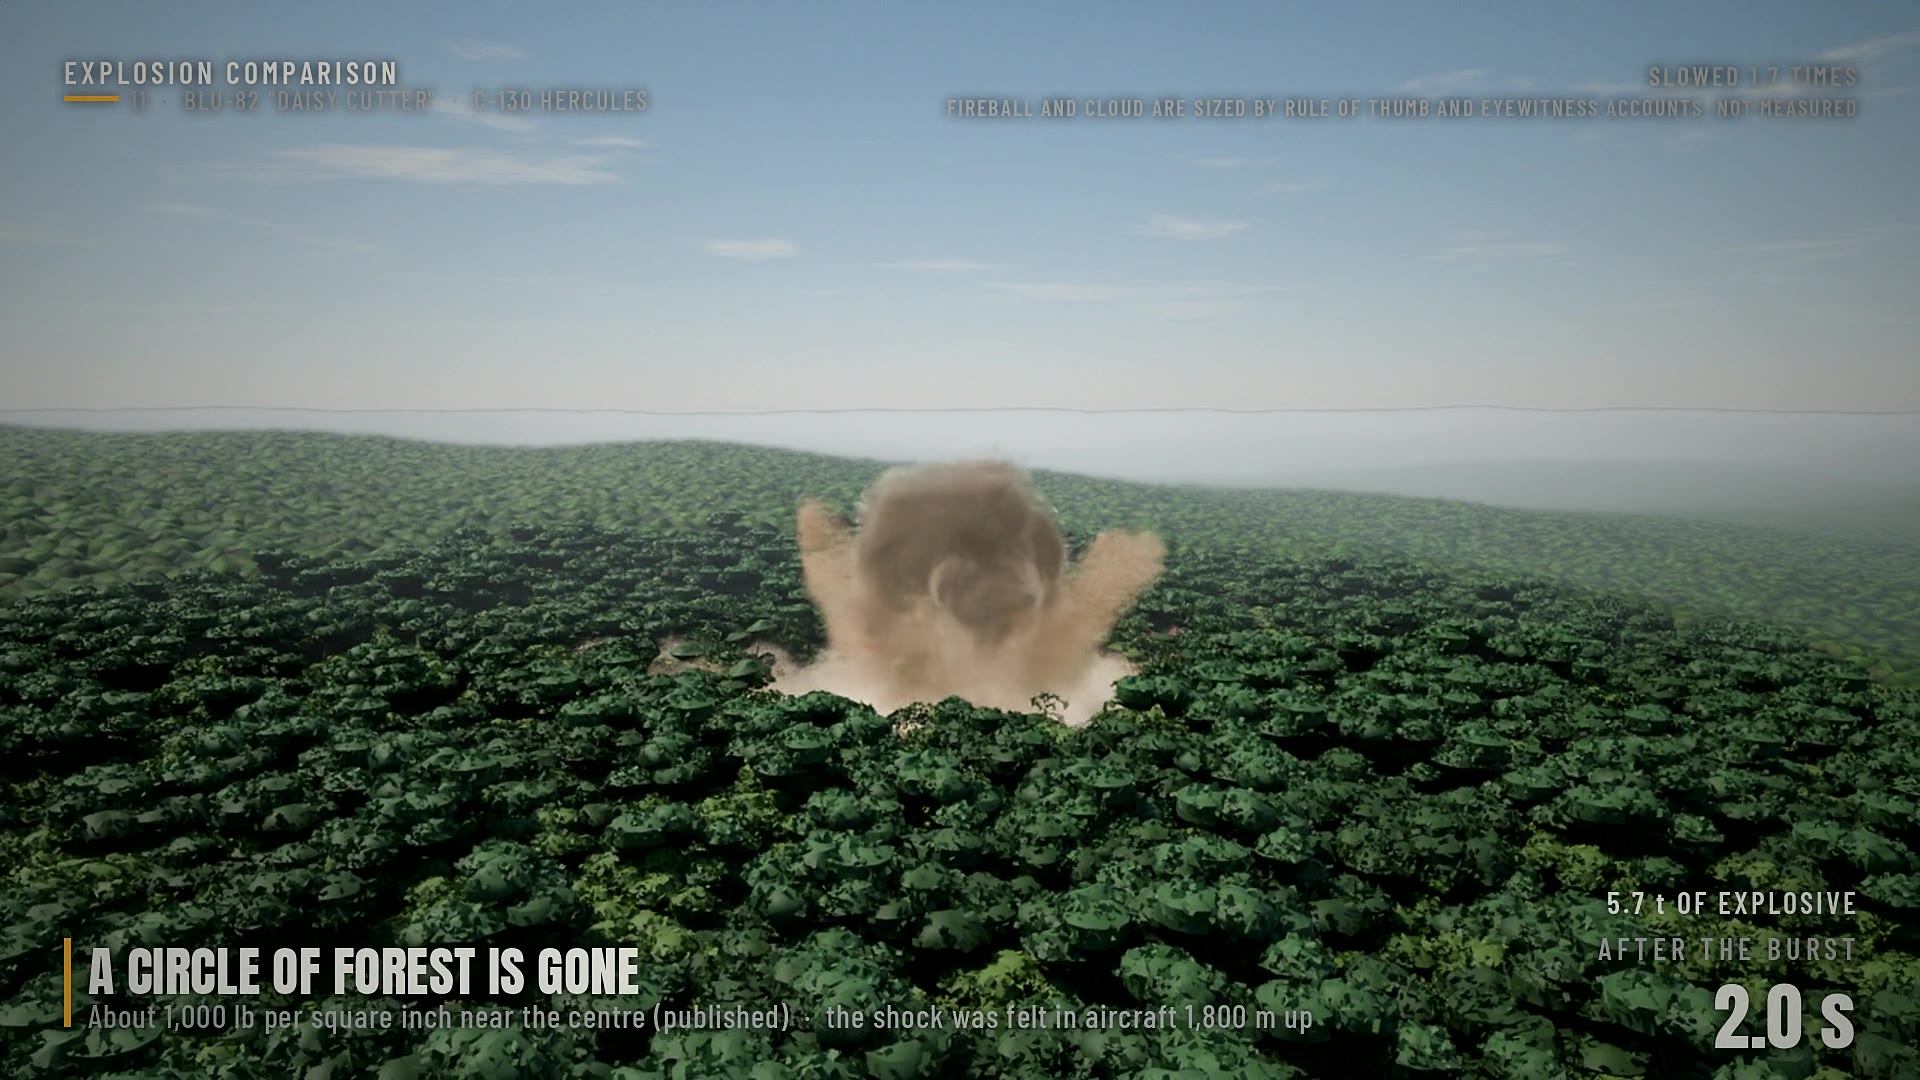 EXPLOSION COMPARISON
11 · BLU-82 "DAISY CUTTER" · C-130 HERCULES
SLOWED 1.7 TIMES
FIREBALL AND CLOUD ARE SIZED BY RULE OF THUMB AND EYEWITNESS ACCOUNTS, NOT MEASURED
5.7 t OF EXPLOSIVE
AFTER THE BURST
2.0 s
A CIRCLE OF FOREST IS GONE
About 1,000 lb per square inch near the centre (published) · the shock was felt in aircraft 1,800 m up